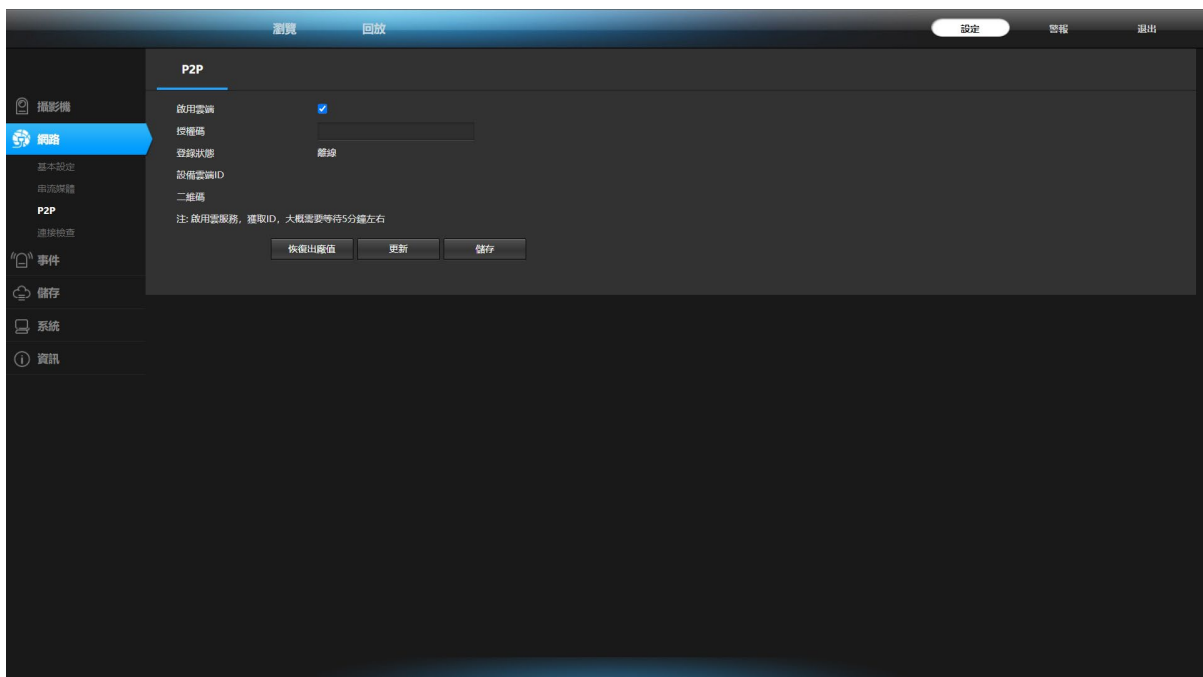 瀏覽 回放 設定 警報 退出
P2P
攝影機
網路
基本設定
串流媒體
P2P
連接檢查
事件
儲存
系統
資訊
啟用雲端
授權碼
登錄狀態 離線
設備雲端ID
二維碼
注: 啟用雲服務, 獲取ID, 大概需要等待5分鐘左右
恢復出廠值 更新 儲存